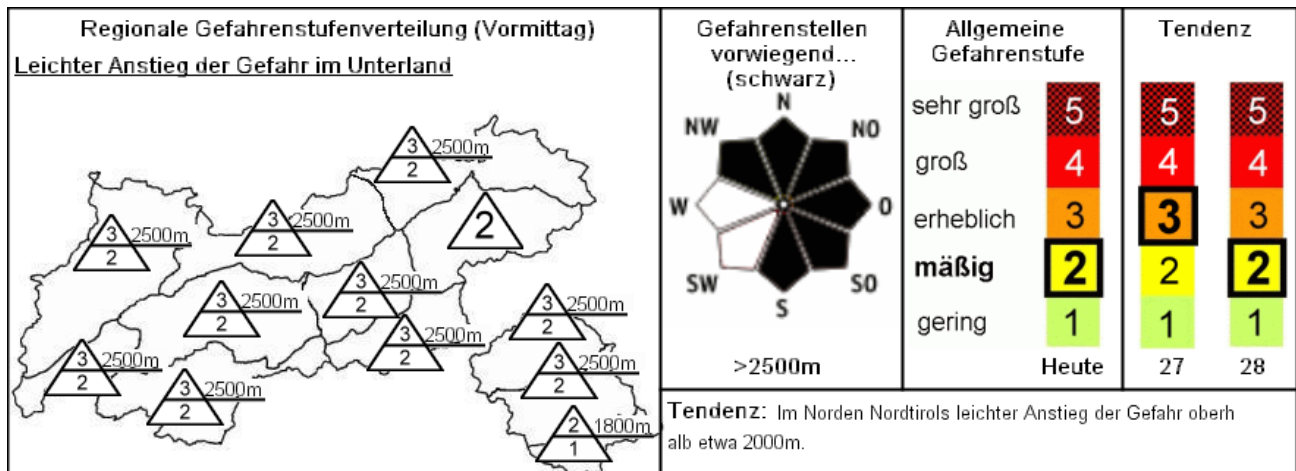 Regionale Gefahrenstufenverteilung (Vormittag)
Leichter Anstieg der Gefahr im Unterland
3 2500m
2
3 2500m
2
3 2500m
2
2
3 2500m
2
3 2500m
2
3 2500m
2
3 2500m
2
3 2500m
2
3 2500m
2
3 2500m
2
2 1800m
1
Gefahrenstellen
vorwiegend...
(schwarz)
N
NW NO
W O
SW SO
S
>2500m
Allgemeine
Gefahrenstufe
sehr groß 5
groß 4
erheblich 3
mäßig 2
gering 1
Heute
Tendenz
5 5
4 4
3 3
2 2
1 1
27 28
Tendenz: Im Norden Nordtirols leichter Anstieg der Gefahr oberh
alb etwa 2000m.